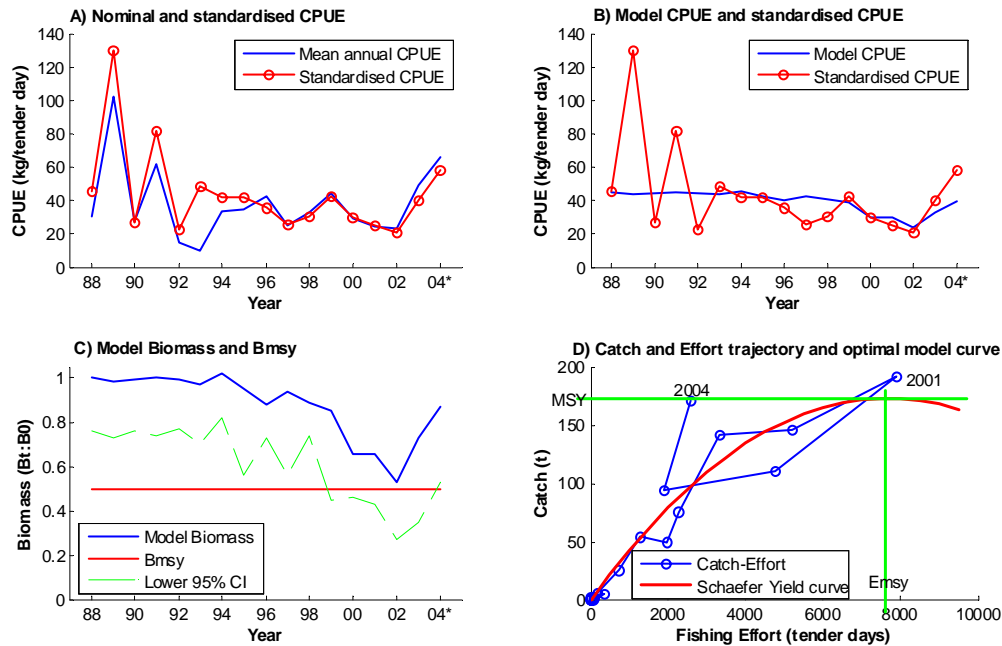 A) Nominal and standardised CPUE
140
120
100
80
60
40
20
0
CPUE (kg/tender day)
Mean annual CPUE
Standardised CPUE
88 90 92 94 96 98 00 02 04*
Year
B) Model CPUE and standardised CPUE
140
120
100
80
60
40
20
0
CPUE (kg/tender day)
Model CPUE
Standardised CPUE
88 90 92 94 96 98 00 02 04*
Year
C) Model Biomass and Bmsy
1
0.8
0.6
0.4
0.2
0
Biomass (Bt:B0)
Model Biomass
Bmsy
Lower 95% CI
88 90 92 94 96 98 00 02 04*
Year
D) Catch and Effort trajectory and optimal model curve
200
MSY
150
100
50
0
Catch (t)
2004
2001
Catch-Effort
Schaefer Yield curve
Emsy
0 2000 4000 6000 8000 10000
Fishing Effort (tender days)